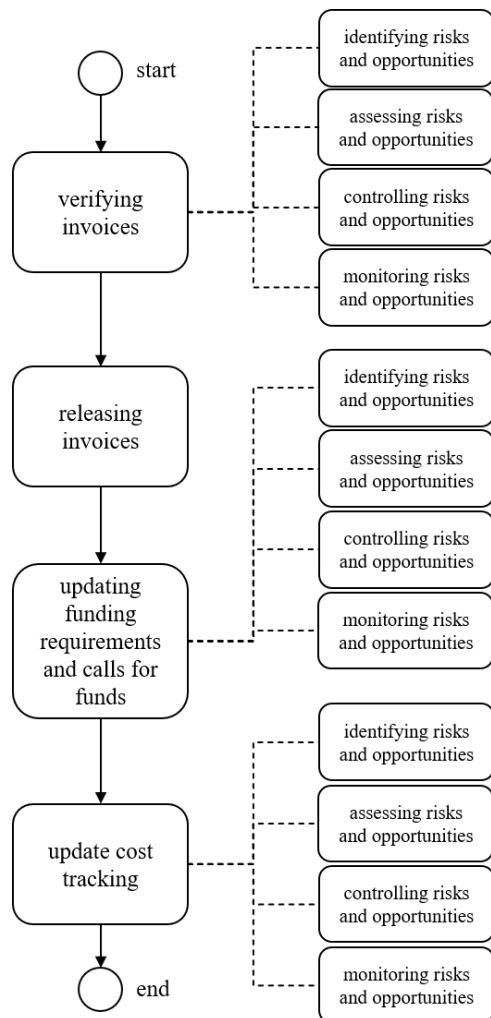 start
verifying
invoices
identifying risks
and opportunities
assessing risks
and opportunities
controlling risks
and opportunities
monitoring risks
and opportunities
releasing
invoices
updating
funding
requirements
and calls for
funds
identifying risks
and opportunities
assessing risks
and opportunities
controlling risks
and opportunities
monitoring risks
and opportunities
update cost
tracking
identifying risks
and opportunities
assessing risks
and opportunities
controlling risks
and opportunities
monitoring risks
and opportunities
end